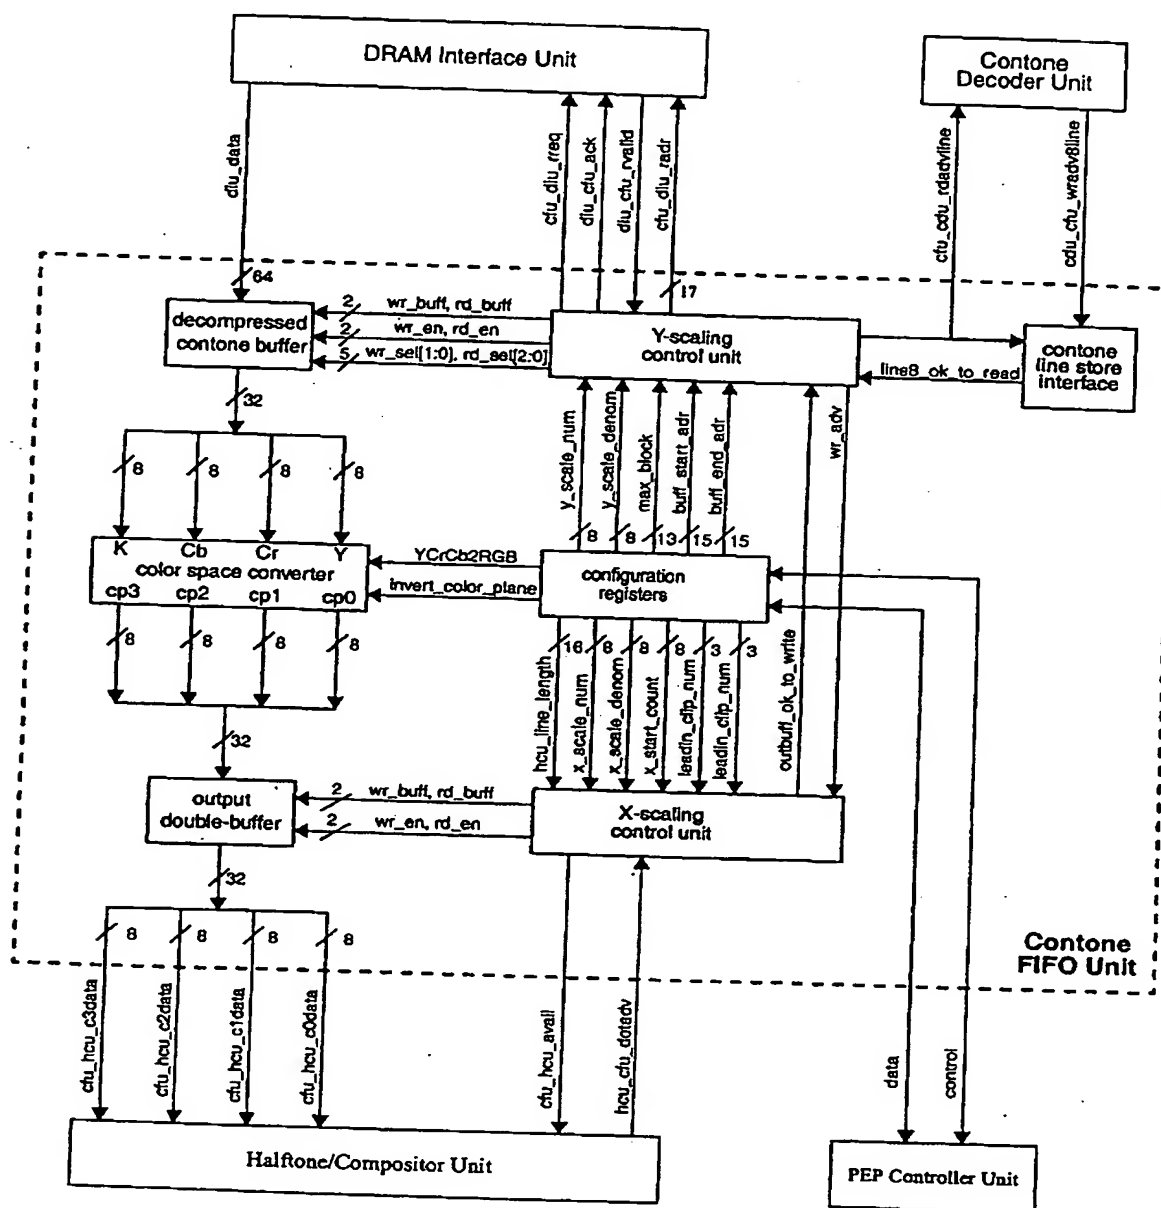 DRAM Interface Unit
Contone
Decoder Unit
diu_data
cfu_diu_rreq
diu_cfu_ack
diu_cfu_rvalid
cfu_diu_radr
cfu_cdu_rdadvline
cdu_cfu_wradv8line
64
17
decompressed
contone buffer
2
wr_buff, rd_buff
2
wr_en, rd_en
5
wr_sel[1:0], rd_sel[2:0]
Y-scaling
control unit
line8_ok_to_read
contone
line store
interface
32
8
8
8
8
y_scale_num
y_scale_denom
max_block
buff_start_adr
buff_end_adr
wr_adv
8
8
13
15
15
K
Cb
Cr
Y
color space converter
cp3
cp2
cp1
cp0
YCrCb2RGB
invert_color_plane
configuration
registers
8
8
8
8
16
8
8
8
3
3
hcu_line_length
x_scale_num
x_scale_denom
x_start_count
leadin_clip_num
leadin_clip_num
outbuff_ok_to_write
32
output
double-buffer
2
wr_buff, rd_buff
2
wr_en, rd_en
X-scaling
control unit
32
8
8
8
8
Contone
FIFO Unit
cfu_hcu_c3data
cfu_hcu_c2data
cfu_hcu_c1data
cfu_hcu_c0data
cfu_hcu_avail
hcu_cfu_dotadv
data
control
Halftone/Compositor Unit
PEP Controller Unit